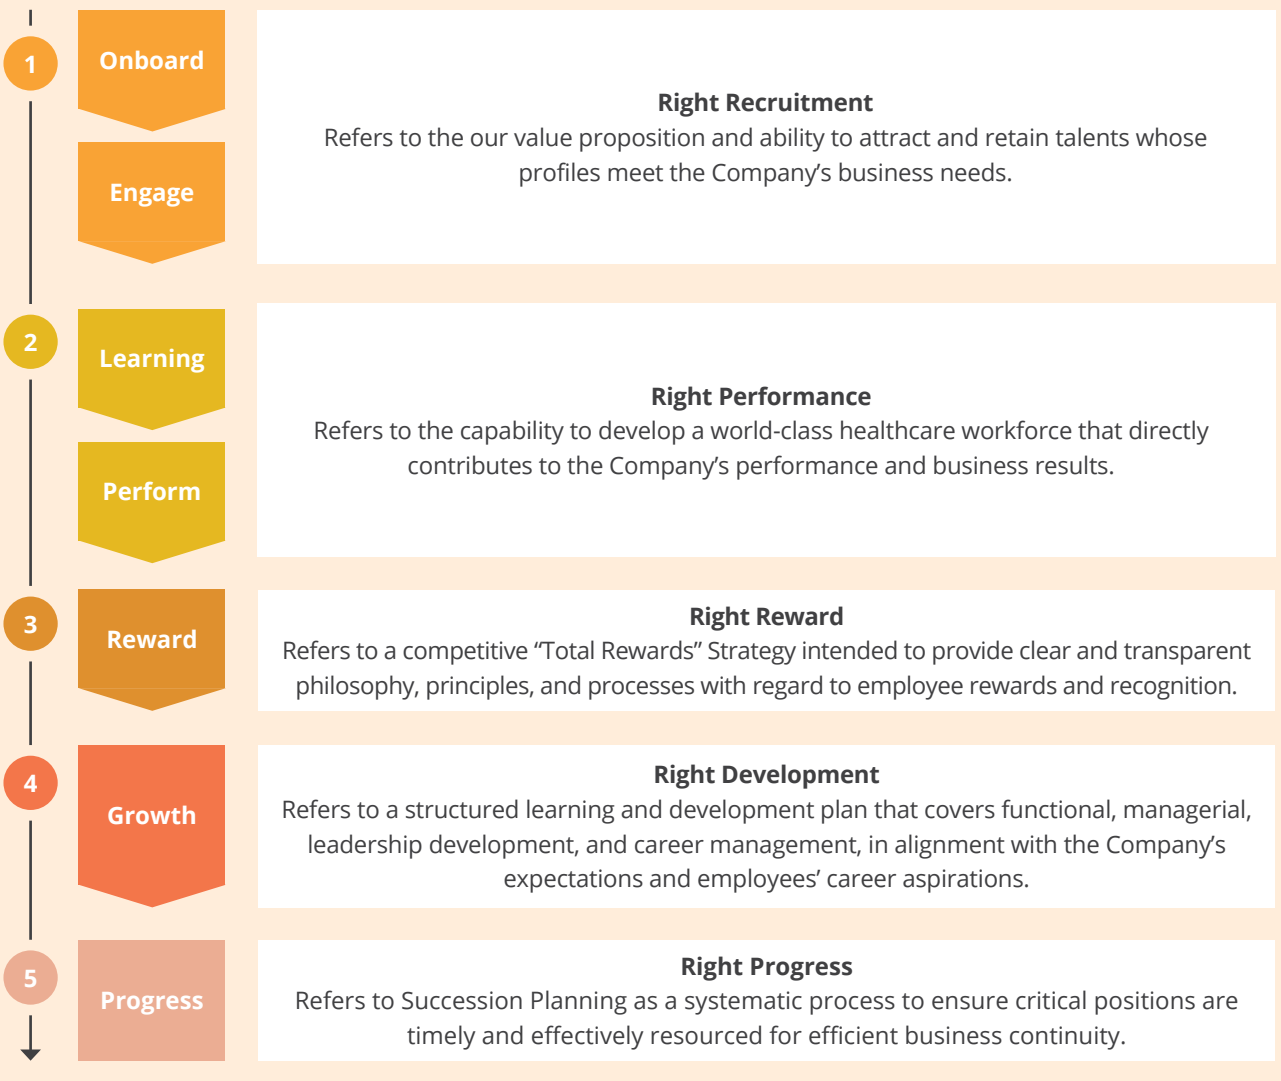 1
Onboard
Engage
Right Recruitment
Refers to the our value proposition and ability to attract and retain talents whose
profiles meet the Company’s business needs.
2
Learning
Perform
Right Performance
Refers to the capability to develop a world-class healthcare workforce that directly
contributes to the Company’s performance and business results.
3
Reward
Right Reward
Refers to a competitive “Total Rewards” Strategy intended to provide clear and transparent
philosophy, principles, and processes with regard to employee rewards and recognition.
4
Growth
Right Development
Refers to a structured learning and development plan that covers functional, managerial,
leadership development, and career management, in alignment with the Company’s
expectations and employees’ career aspirations.
5
Progress
Right Progress
Refers to Succession Planning as a systematic process to ensure critical positions are
timely and effectively resourced for efficient business continuity.